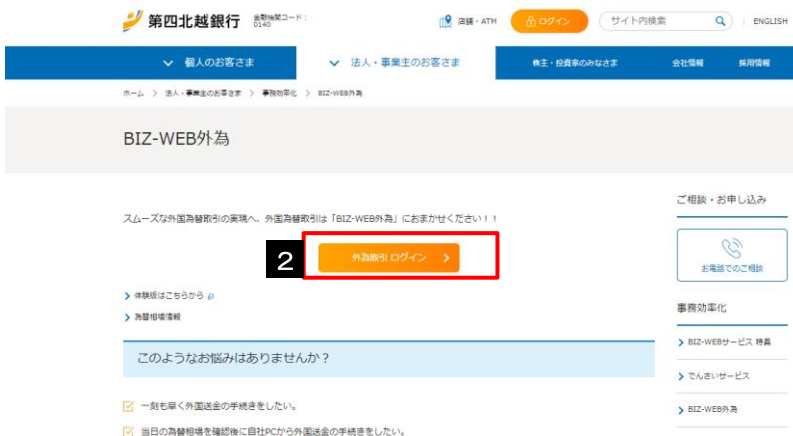 第四北越銀行 金融機関コード：
0140
店舗・ATM
ログイン
サイト内検索
ENGLISH
個人のお客さま
法人・事業主のお客さま
株主・投資家のみなさま
会社情報
採用情報
ホーム > 法人・事業主のお客さま > 事務効率化 > BIZ-WEB外為
BIZ-WEB外為
スムーズな外国為替取引の実現へ、外国為替取引は「BIZ-WEB外為」におまかせください！！
2
外為取引 ログイン
体験版はこちらから
為替相場情報
このようなお悩みはありませんか？
一刻も早く外国送金の手続きをしたい。
当日の為替相場を確認後に自社PCから外国送金の手続きをしたい。
ご相談・お申し込み
お電話でのご相談
事務効率化
BIZ-WEBサービス 特長
でんさいサービス
BIZ-WEB外為